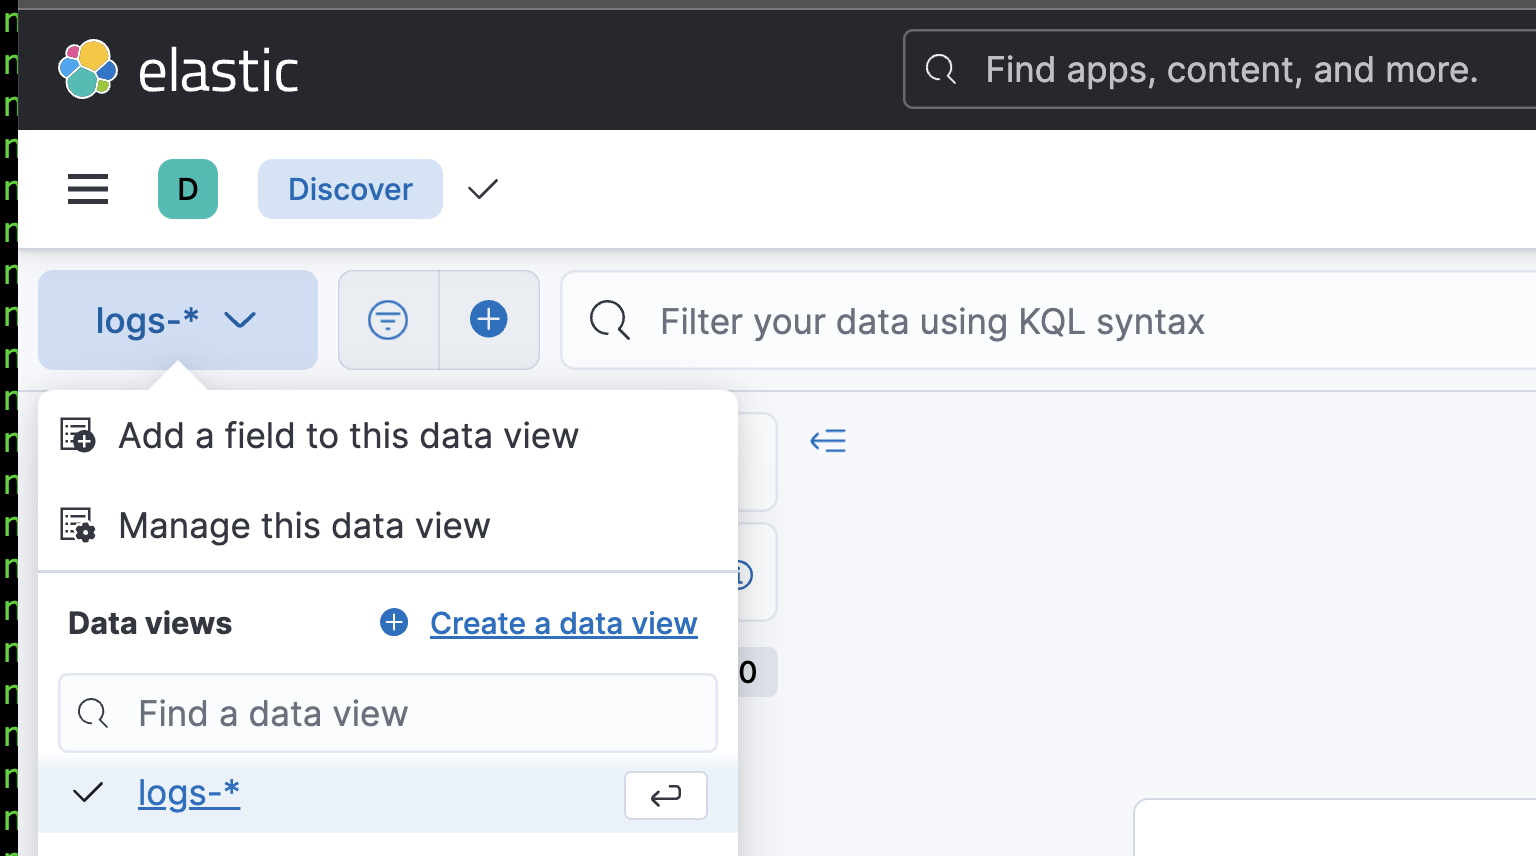 elastic
Find apps, content, and more.
D
Discover
logs-*
Filter your data using KQL syntax
Add a field to this data view
Manage this data view
Data views
Create a data view
0
Find a data view
logs-*